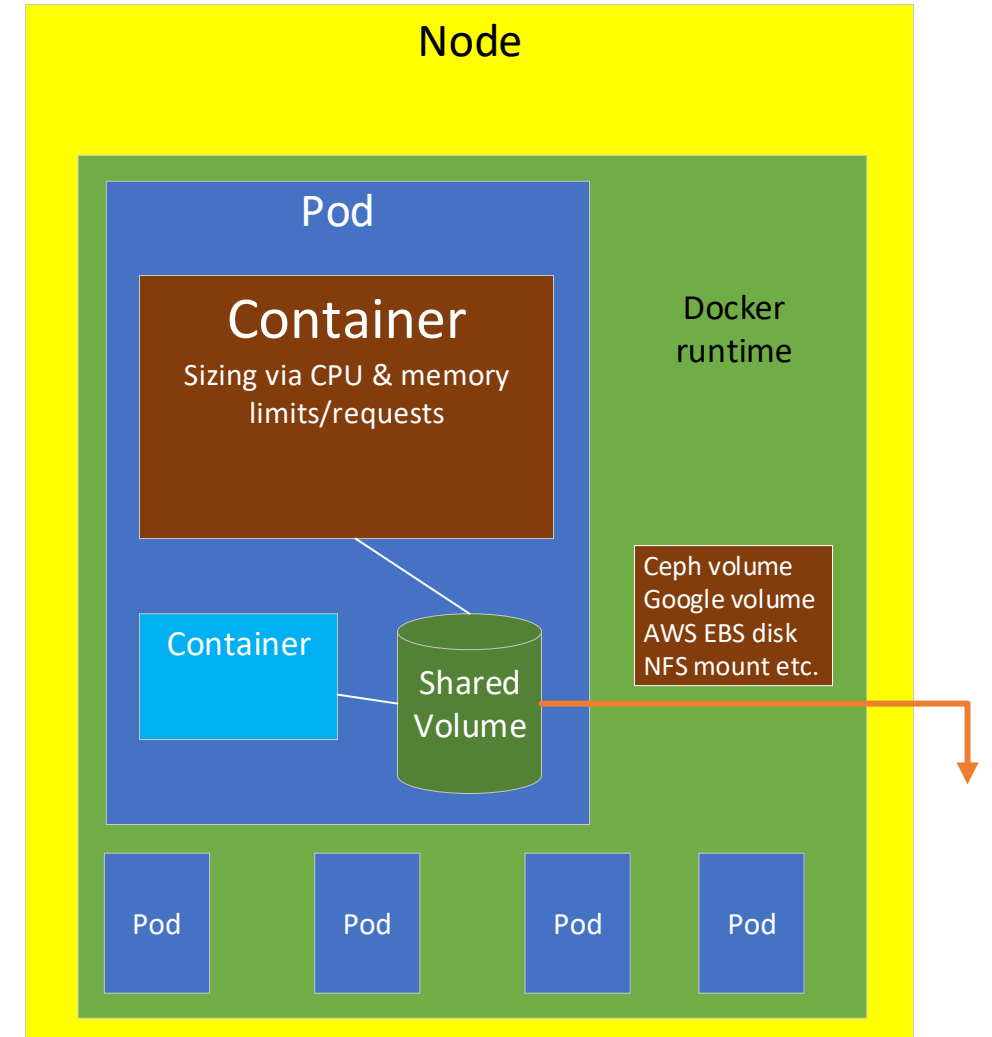 Node
Pod
Container
Sizing via CPU & memory
limits/requests
Docker
runtime
Ceph volume
Google volume
AWS EBS disk
NFS mount etc.
Container
Shared
Volume
Pod
Pod
Pod
Pod